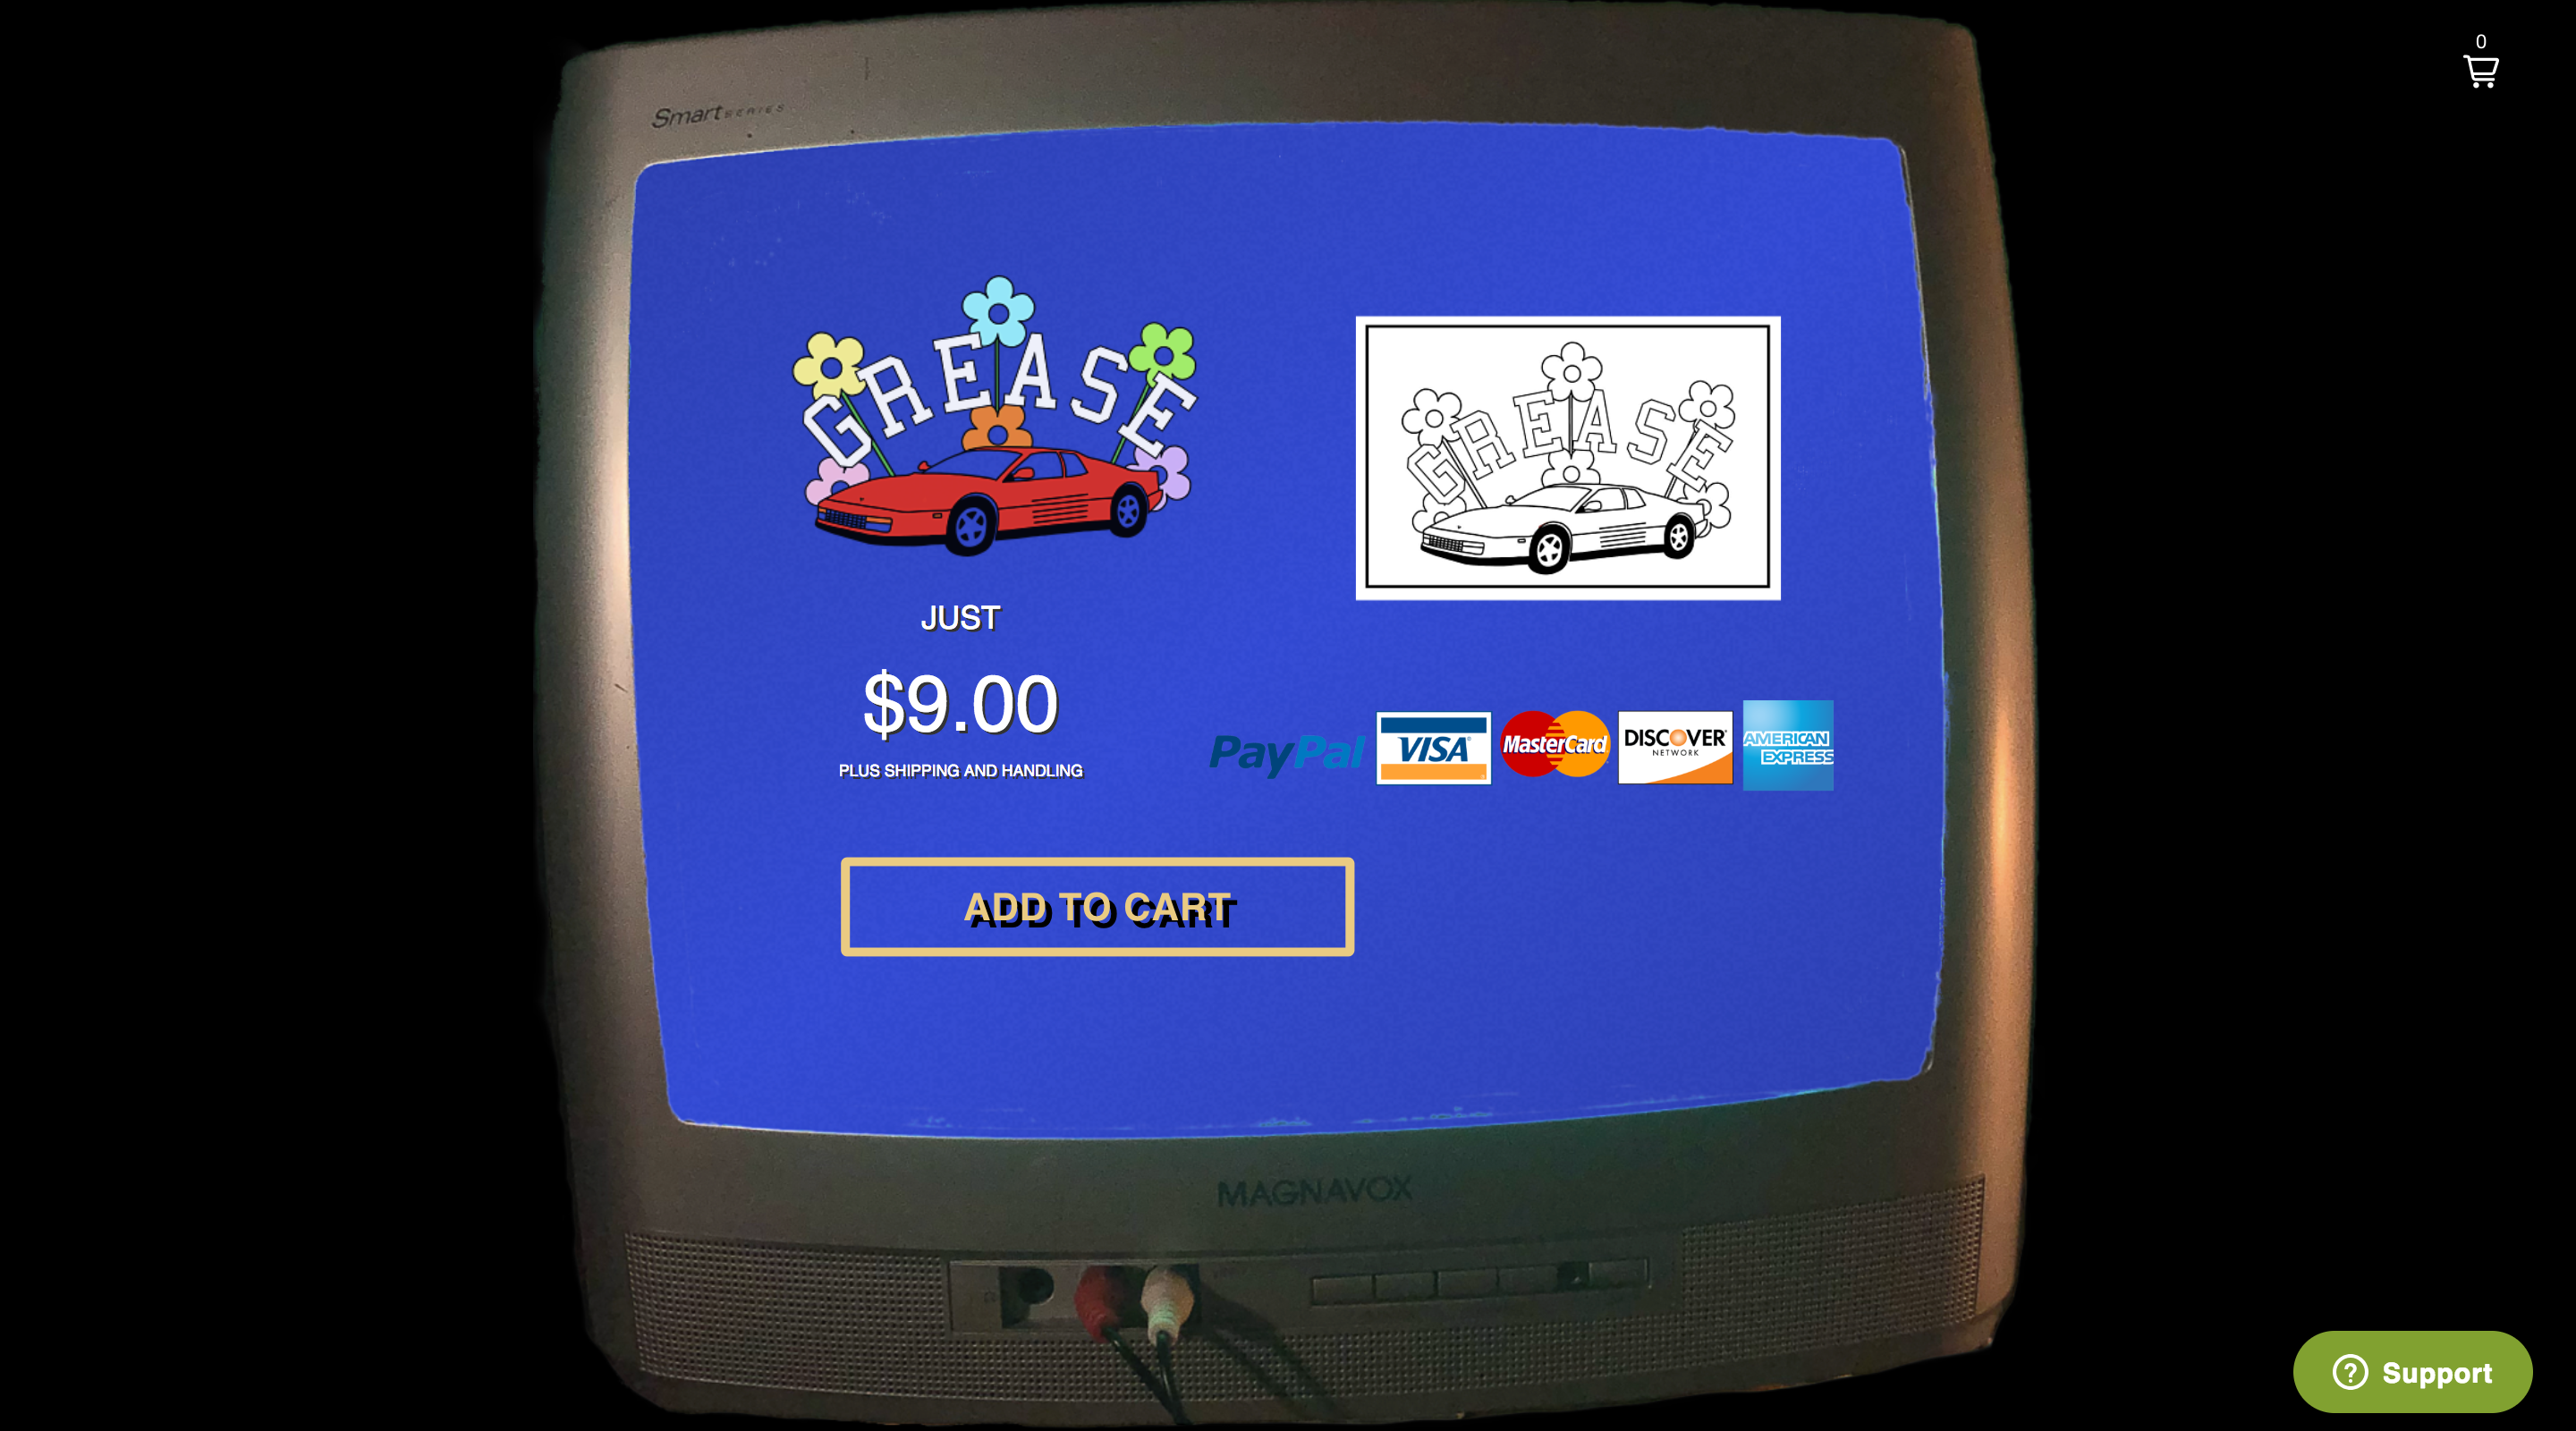 0
Smart SERIES
GREASE
GREASE
JUST
$9.00
PLUS SHIPPING AND HANDLING
PayPal
VISA
MasterCard
DISCOVER
NETWORK
AMERICAN
EXPRESS
ADD TO CART
MAGNAVOX
Support